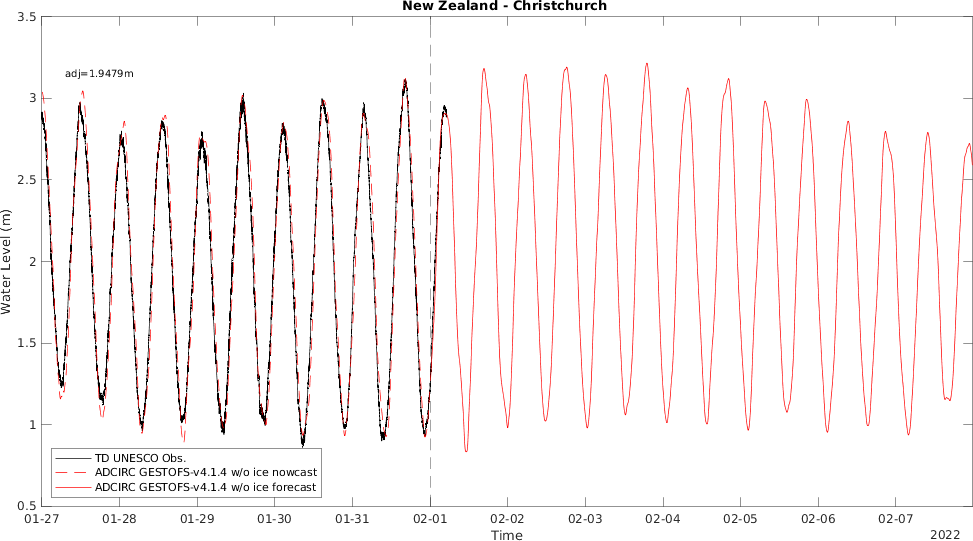 New Zealand - Christchurch
3.5
adj=1.9479m
3
2.5
2
1.5
1
0.5
Water Level (m)
TD UNESCO Obs.
ADCIRC GESTOFS-v4.1.4 w/o ice nowcast
ADCIRC GESTOFS-v4.1.4 w/o ice forecast
01-27 01-28 01-29 01-30 01-31 02-01 02-02 02-03 02-04 02-05 02-06 02-07
Time
2022